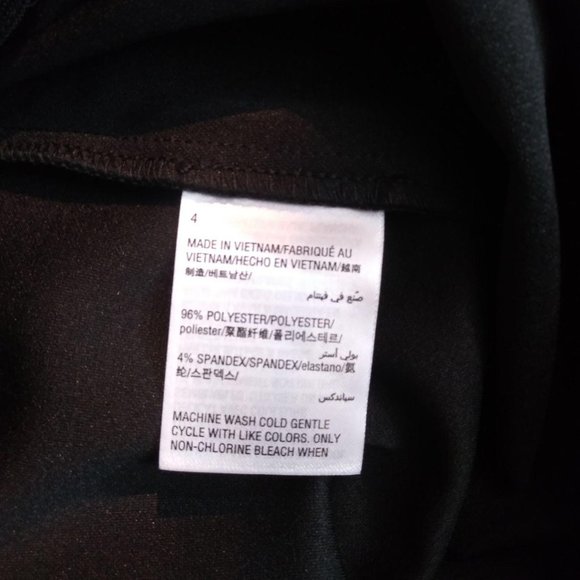 4
MADE IN VIETNAM/FABRIQUÉ AU
VIETNAM/HECHO EN VIETNAM/越南
制造/베트남산/
صنع في فيتنام
96% POLYESTER/POLYESTER/
poliester/聚酯纤维/폴리에스테르/
بولي أستر
4% SPANDEX/SPANDEX/elastano/氨
纶/스판덱스/
سباندكس
MACHINE WASH COLD GENTLE
CYCLE WITH LIKE COLORS. ONLY
NON-CHLORINE BLEACH WHEN